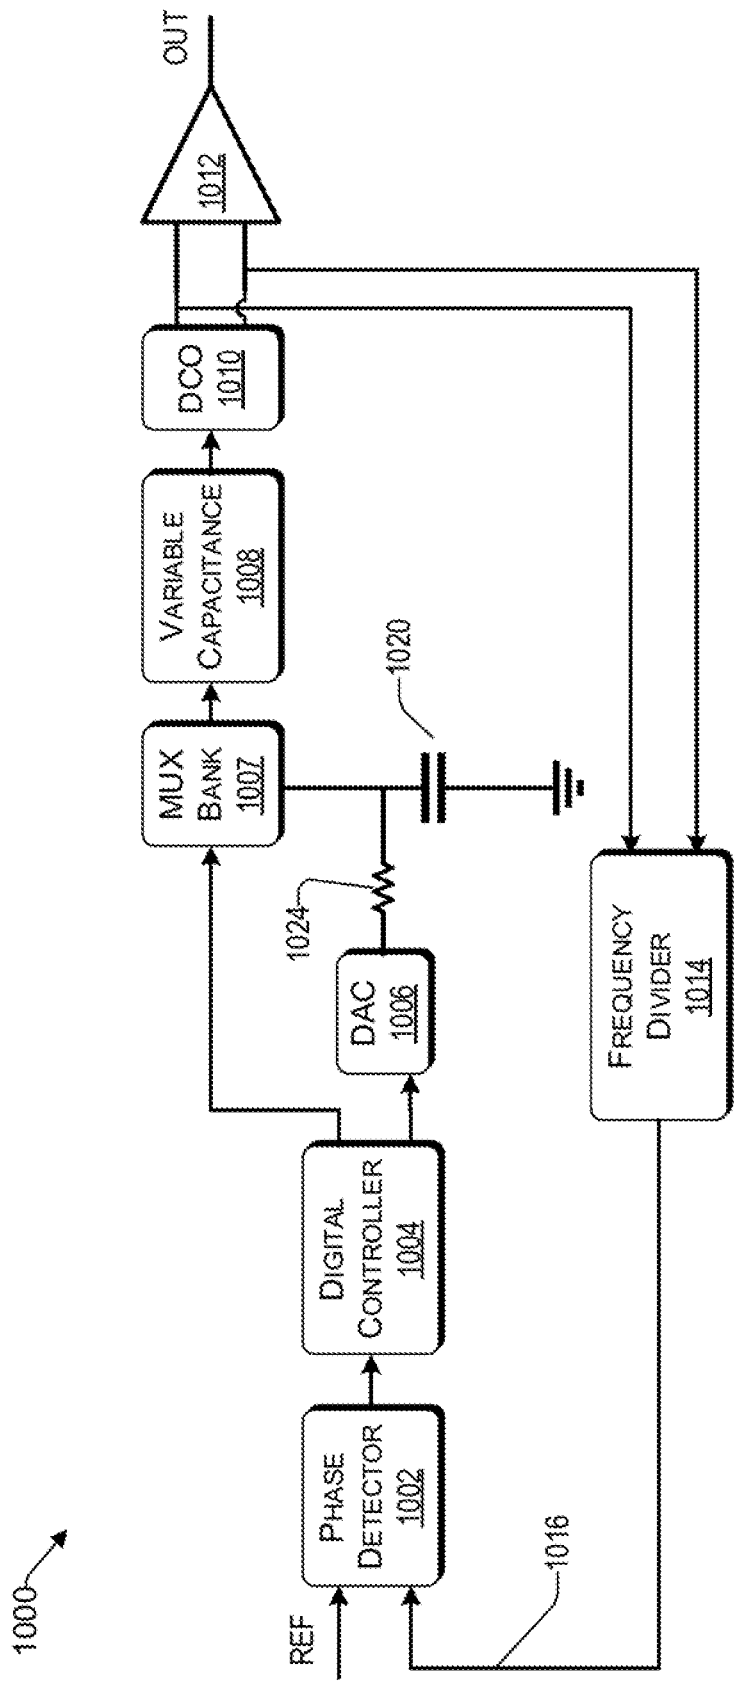 1000
REF
PHASE
DETECTOR
1002
DIGITAL
CONTROLLER
1004
DAC
1006
1024
MUX
BANK
1007
1020
VARIABLE
CAPACITANCE
1008
DCO
1010
1012
OUT
FREQUENCY
DIVIDER
1014
1016